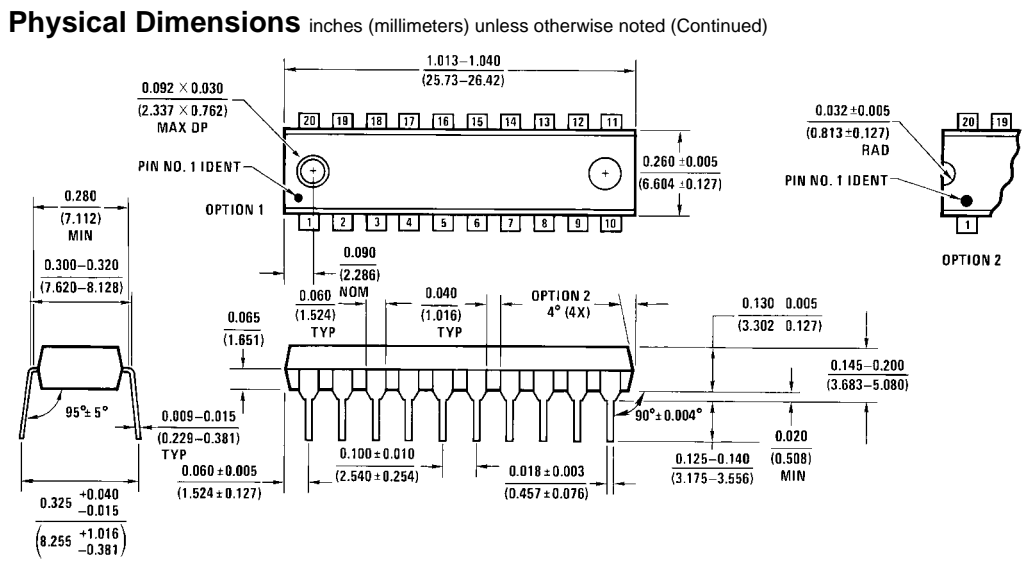 Physical Dimensions inches (millimeters) unless otherwise noted (Continued)
1.013–1.040
(25.73–26.42)
0.092 × 0.030
(2.337 × 0.762)
MAX DP
20 19 18 17 16 15 14 13 12 11
0.032 ±0.005
(0.813 ±0.127)
RAD
20 19
PIN NO. 1 IDENT
0.260 ±0.005
(6.604 ±0.127)
PIN NO. 1 IDENT
OPTION 1
1 2 3 4 5 6 7 8 9 10
1
OPTION 2
0.280
(7.112)
MIN
0.090
(2.286)
NOM
0.300–0.320
(7.620–8.128)
0.060
(1.524)
TYP
0.040
(1.016)
TYP
OPTION 2
4° (4X)
0.130 0.005
(3.302 0.127)
0.065
(1.651)
0.145–0.200
(3.683–5.080)
95°± 5°
0.009–0.015
(0.229–0.381)
TYP
90°±0.004°
0.020
(0.508)
MIN
0.100 ±0.010
(2.540 ±0.254)
0.125–0.140
(3.175–3.556)
0.060 ±0.005
(1.524 ±0.127)
0.018 ±0.003
(0.457 ±0.076)
0.325 +0.040 –0.015
(8.255 +1.016 –0.381)